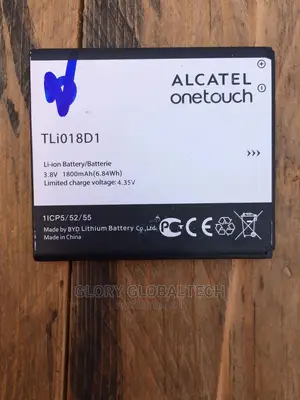 ALCATEL
onetouch
TLi018D1
>>>
Li-ion Battery/Batterie
3.8V 1800mAh(6.84Wh)
Limited charge voltage: 4.35V
1ICP5/52/55
Made by BYD Lithium Battery Co.,Ltd.
Made in China
GLORY GLOBALTECH